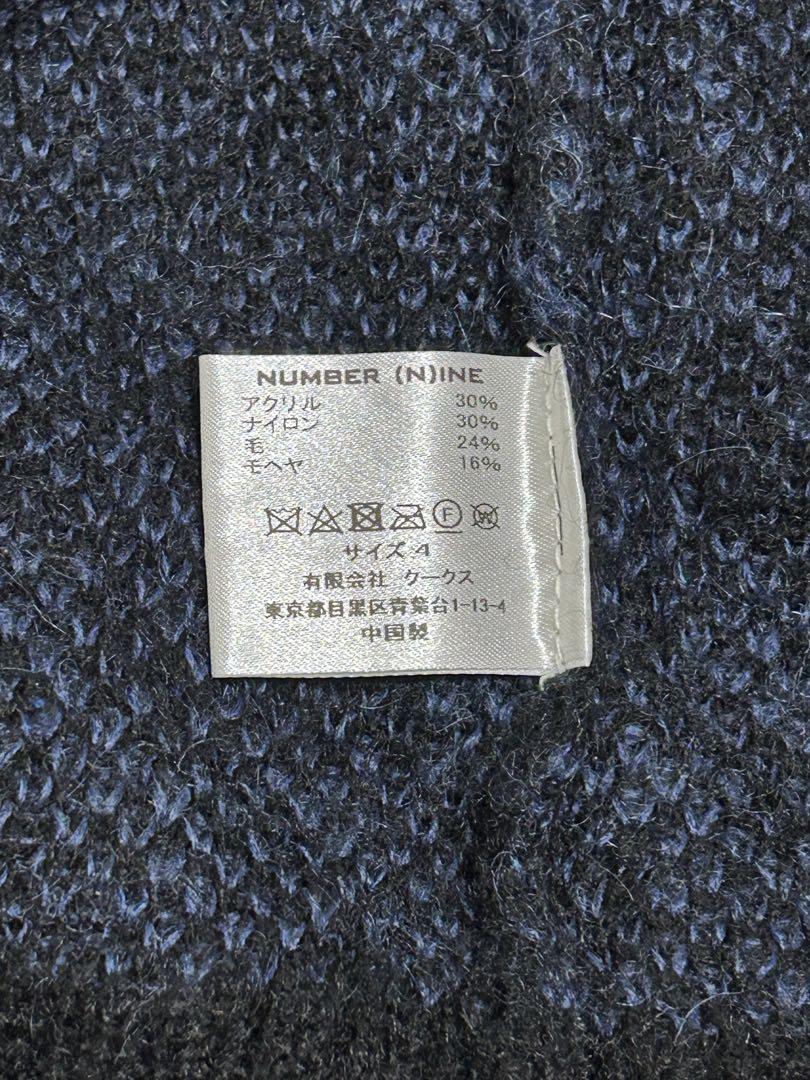 NUMBER (N)INE
アクリル 30%
ナイロン 30%
毛 24%
モヘヤ 16%
F W
サイズ 4
有限会社 クークス
東京都目黒区青葉台1-13-4
中国製